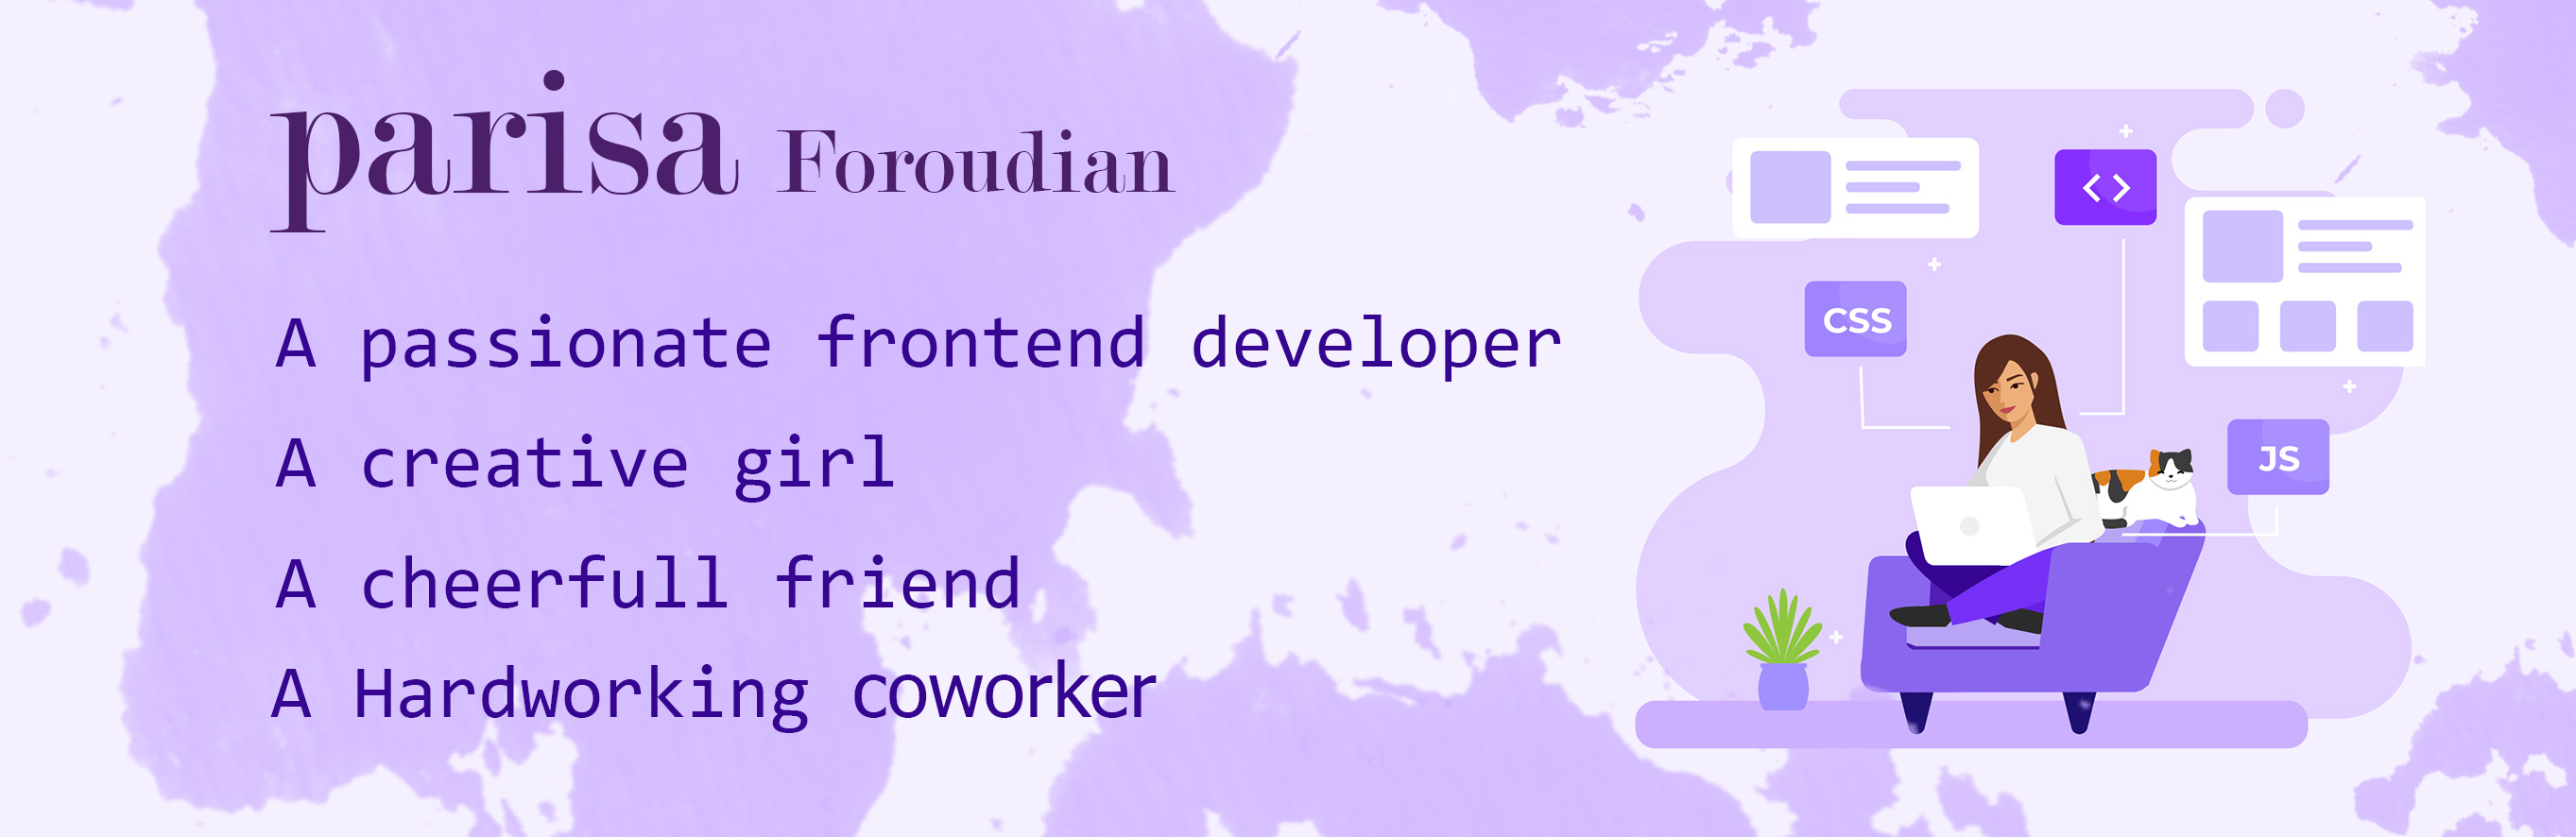 parisa Foroudian
A passionate frontend developer
A creative girl
A cheerfull friend
A Hardworking coworker
<>
CSS
JS